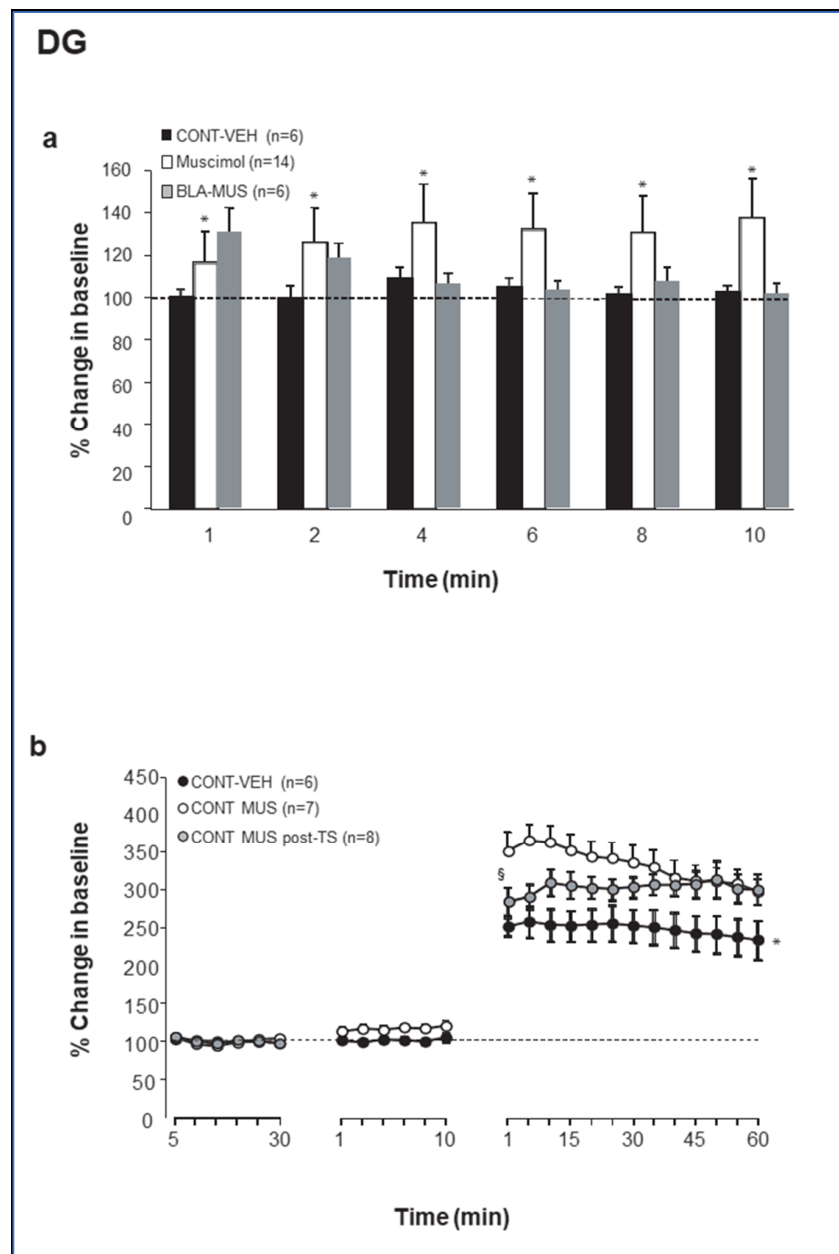 DG
a
CONT-VEH (n=6)
Muscimol (n=14)
BLA-MUS (n=6)
160
140
120
100
80
60
40
20
0
% Change in baseline
* * * * * *
1 2 4 6 8 10
Time (min)
b
CONT-VEH (n=6)
CONT MUS (n=7)
CONT MUS post-TS (n=8)
450
400
350
300
250
200
150
100
50
0
% Change in baseline
§
*
5 30 1 10 1 15 30 45 60
Time (min)